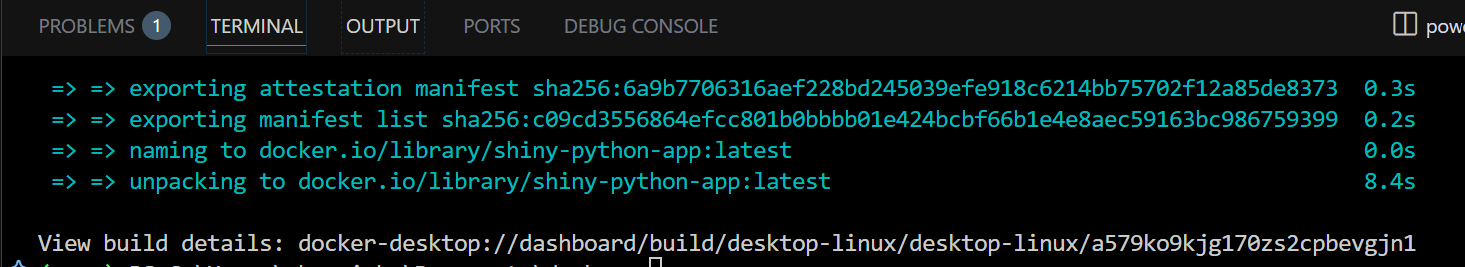 PROBLEMS 1 TERMINAL OUTPUT PORTS DEBUG CONSOLE
=> => exporting attestation manifest sha256:6a9b7706316aef228bd245039efe918c6214bb75702f12a85de8373 0.3s
=> => exporting manifest list sha256:c09cd3556864efcc801b0bbbb01e424bcbf66b1e4e8aec59163bc986759399 0.2s
=> => naming to docker.io/library/shiny-python-app:latest 0.0s
=> => unpacking to docker.io/library/shiny-python-app:latest 8.4s
View build details: docker-desktop://dashboard/build/desktop-linux/desktop-linux/a579ko9kjg170zs2cpbevgjn1